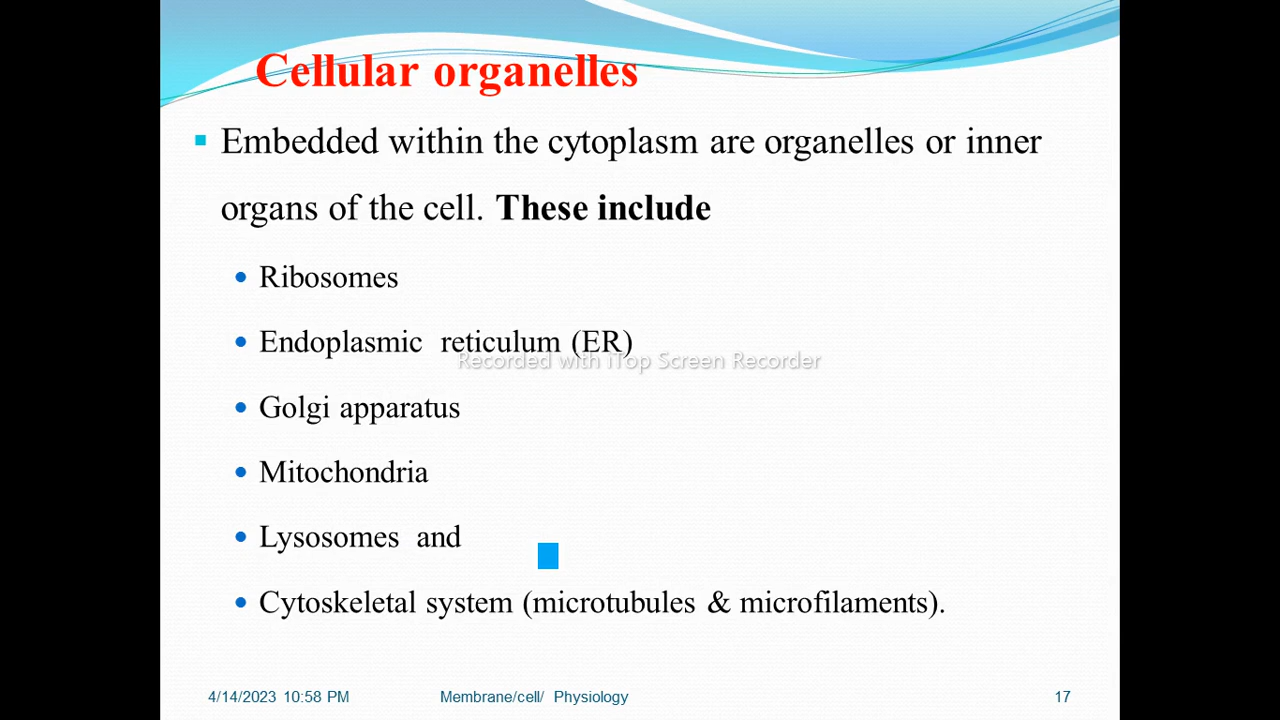 Cellular organelles
Embedded within the cytoplasm are organelles or inner
organs of the cell. These include
Ribosomes
Endoplasmic reticulum (ER)
Recorded with iTop Screen Recorder
Golgi apparatus
Mitochondria
Lysosomes and
Cytoskeletal system (microtubules & microfilaments).
4/14/2023 10:58 PM Membrane/cell/ Physiology 17